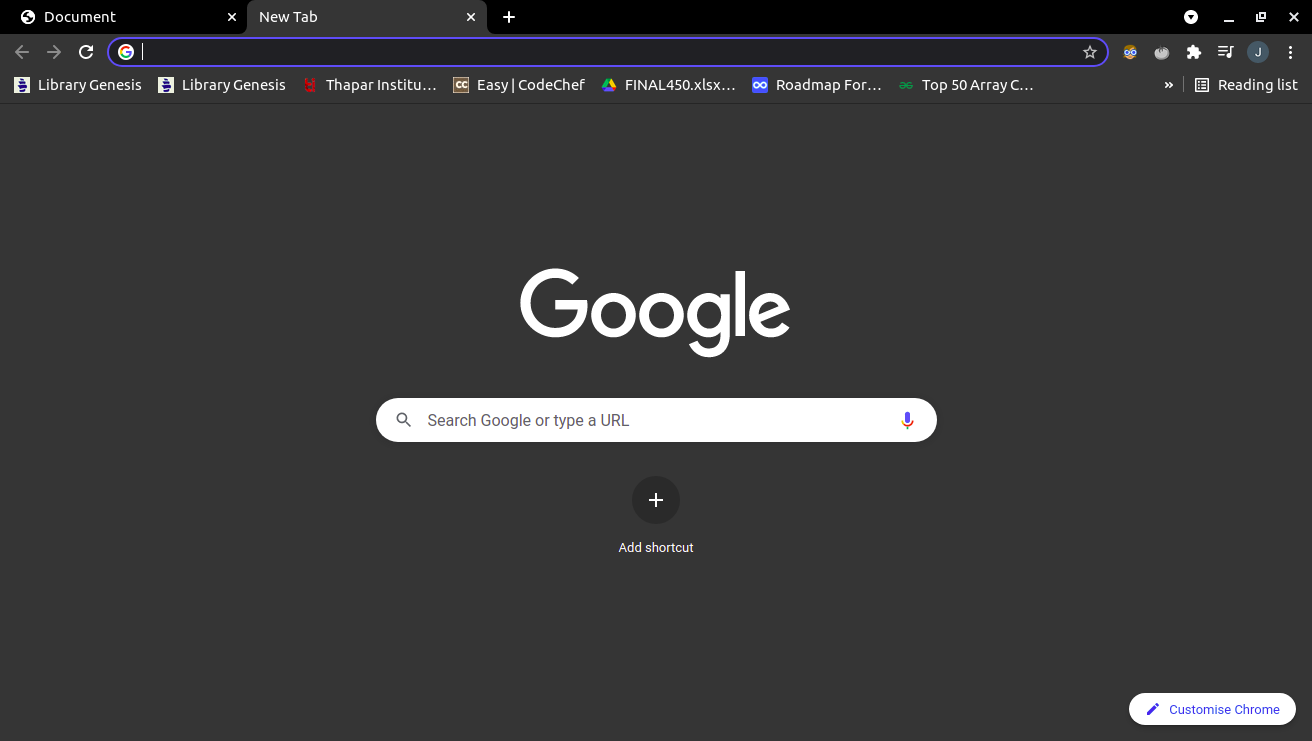 Document
New Tab
Library Genesis
Library Genesis
Thapar Institu…
CC
Easy | CodeChef
FINAL450.xlsx…
Roadmap For…
Top 50 Array C…
»
Reading list
J
Google
Search Google or type a URL
Add shortcut
Customise Chrome